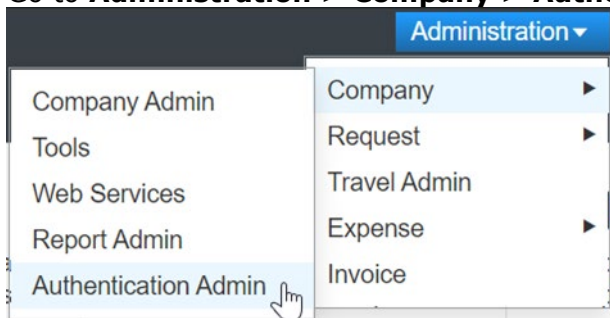 Administration
Company Admin
Tools
Web Services
Report Admin
Authentication Admin
Company
Request
Travel Admin
Expense
Invoice